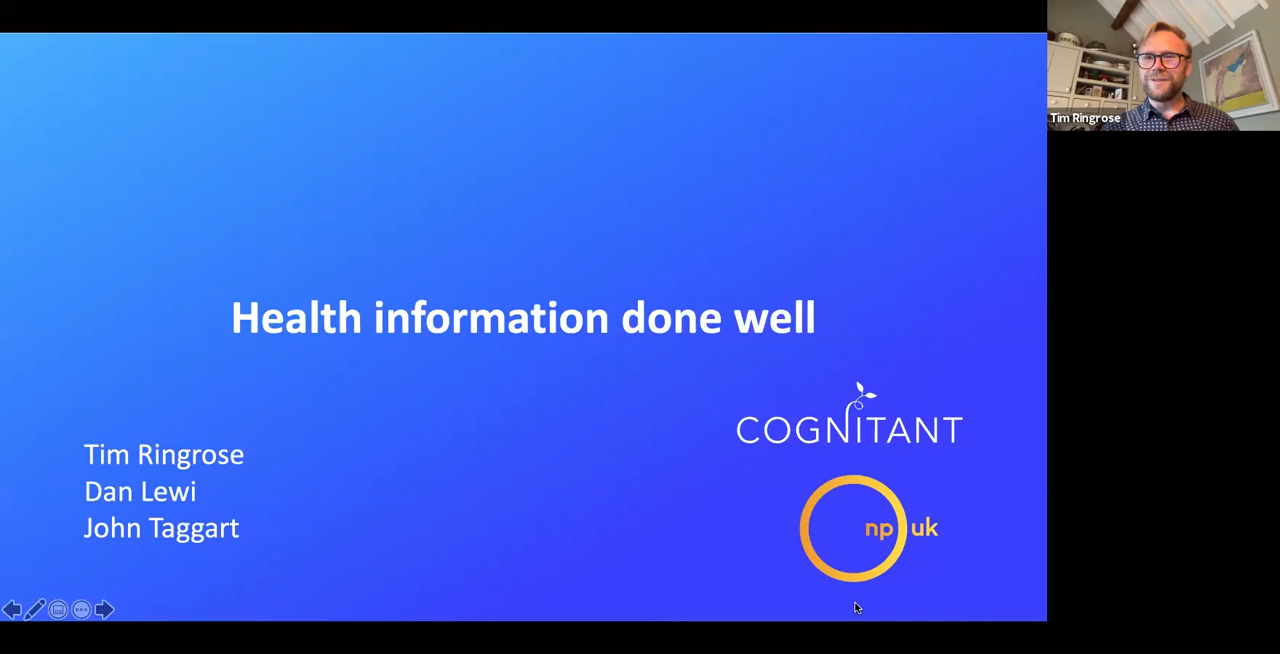 Health information done well
COGNITANT
Tim Ringrose
Dan Lewi
John Taggart
np uk
Tim Ringrose